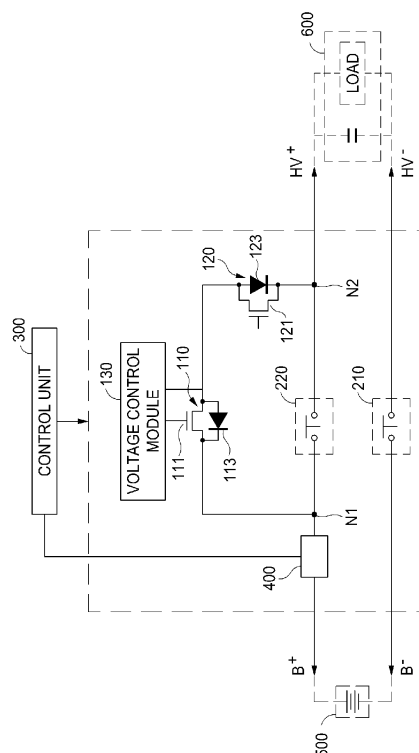 300
CONTROL UNIT
130
VOLTAGE CONTROL
MODULE
110
111
113
120
123
121
400
N1
220
N2
B+
HV+
600
LOAD
500
210
B-
HV-